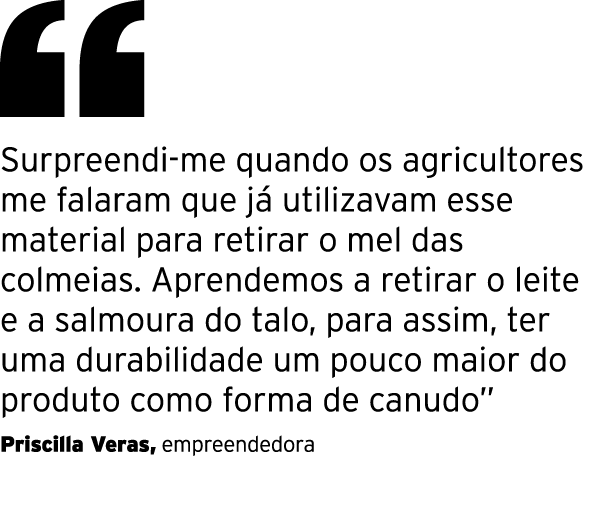 “
Surpreendi-me quando os agricultores
me falaram que já utilizavam esse
material para retirar o mel das
colmeias. Aprendemos a retirar o leite
e a salmoura do talo, para assim, ter
uma durabilidade um pouco maior do
produto como forma de canudo”
Priscilla Veras, empreendedora